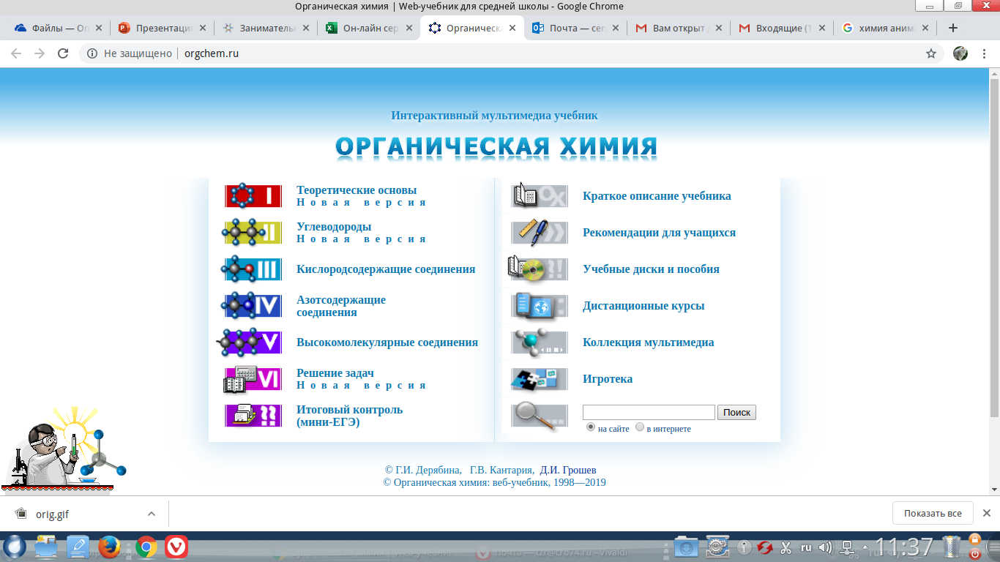 Органическая химия | Web-учебник для средней школы - Google Chrome
Файлы — On
Презентаци
Заниматель
Он-лайн сер
Органическ
Почта — сеп
Вам открыт
Входящие (1
химия аним
Не защищено
orgchem.ru
Интерактивный мультимедиа учебник
ОРГАНИЧЕСКАЯ ХИМИЯ
I
Теоретические основы
Новая версия
II
Углеводороды
Новая версия
III
Кислородсодержащие соединения
IV
Азотсодержащие
соединения
V
Высокомолекулярные соединения
VI
Решение задач
Новая версия
Итоговый контроль
(мини-ЕГЭ)
Краткое описание учебника
Рекомендации для учащихся
Учебные диски и пособия
Дистанционные курсы
Коллекция мультимедиа
Игротека
Поиск
на сайте
в интернете
© Г.И. Дерябина, Г.В. Кантария, Д.И. Грошев
© Органическая химия: веб-учебник, 1998—2019
orig.gif
Показать все
ru
11:37